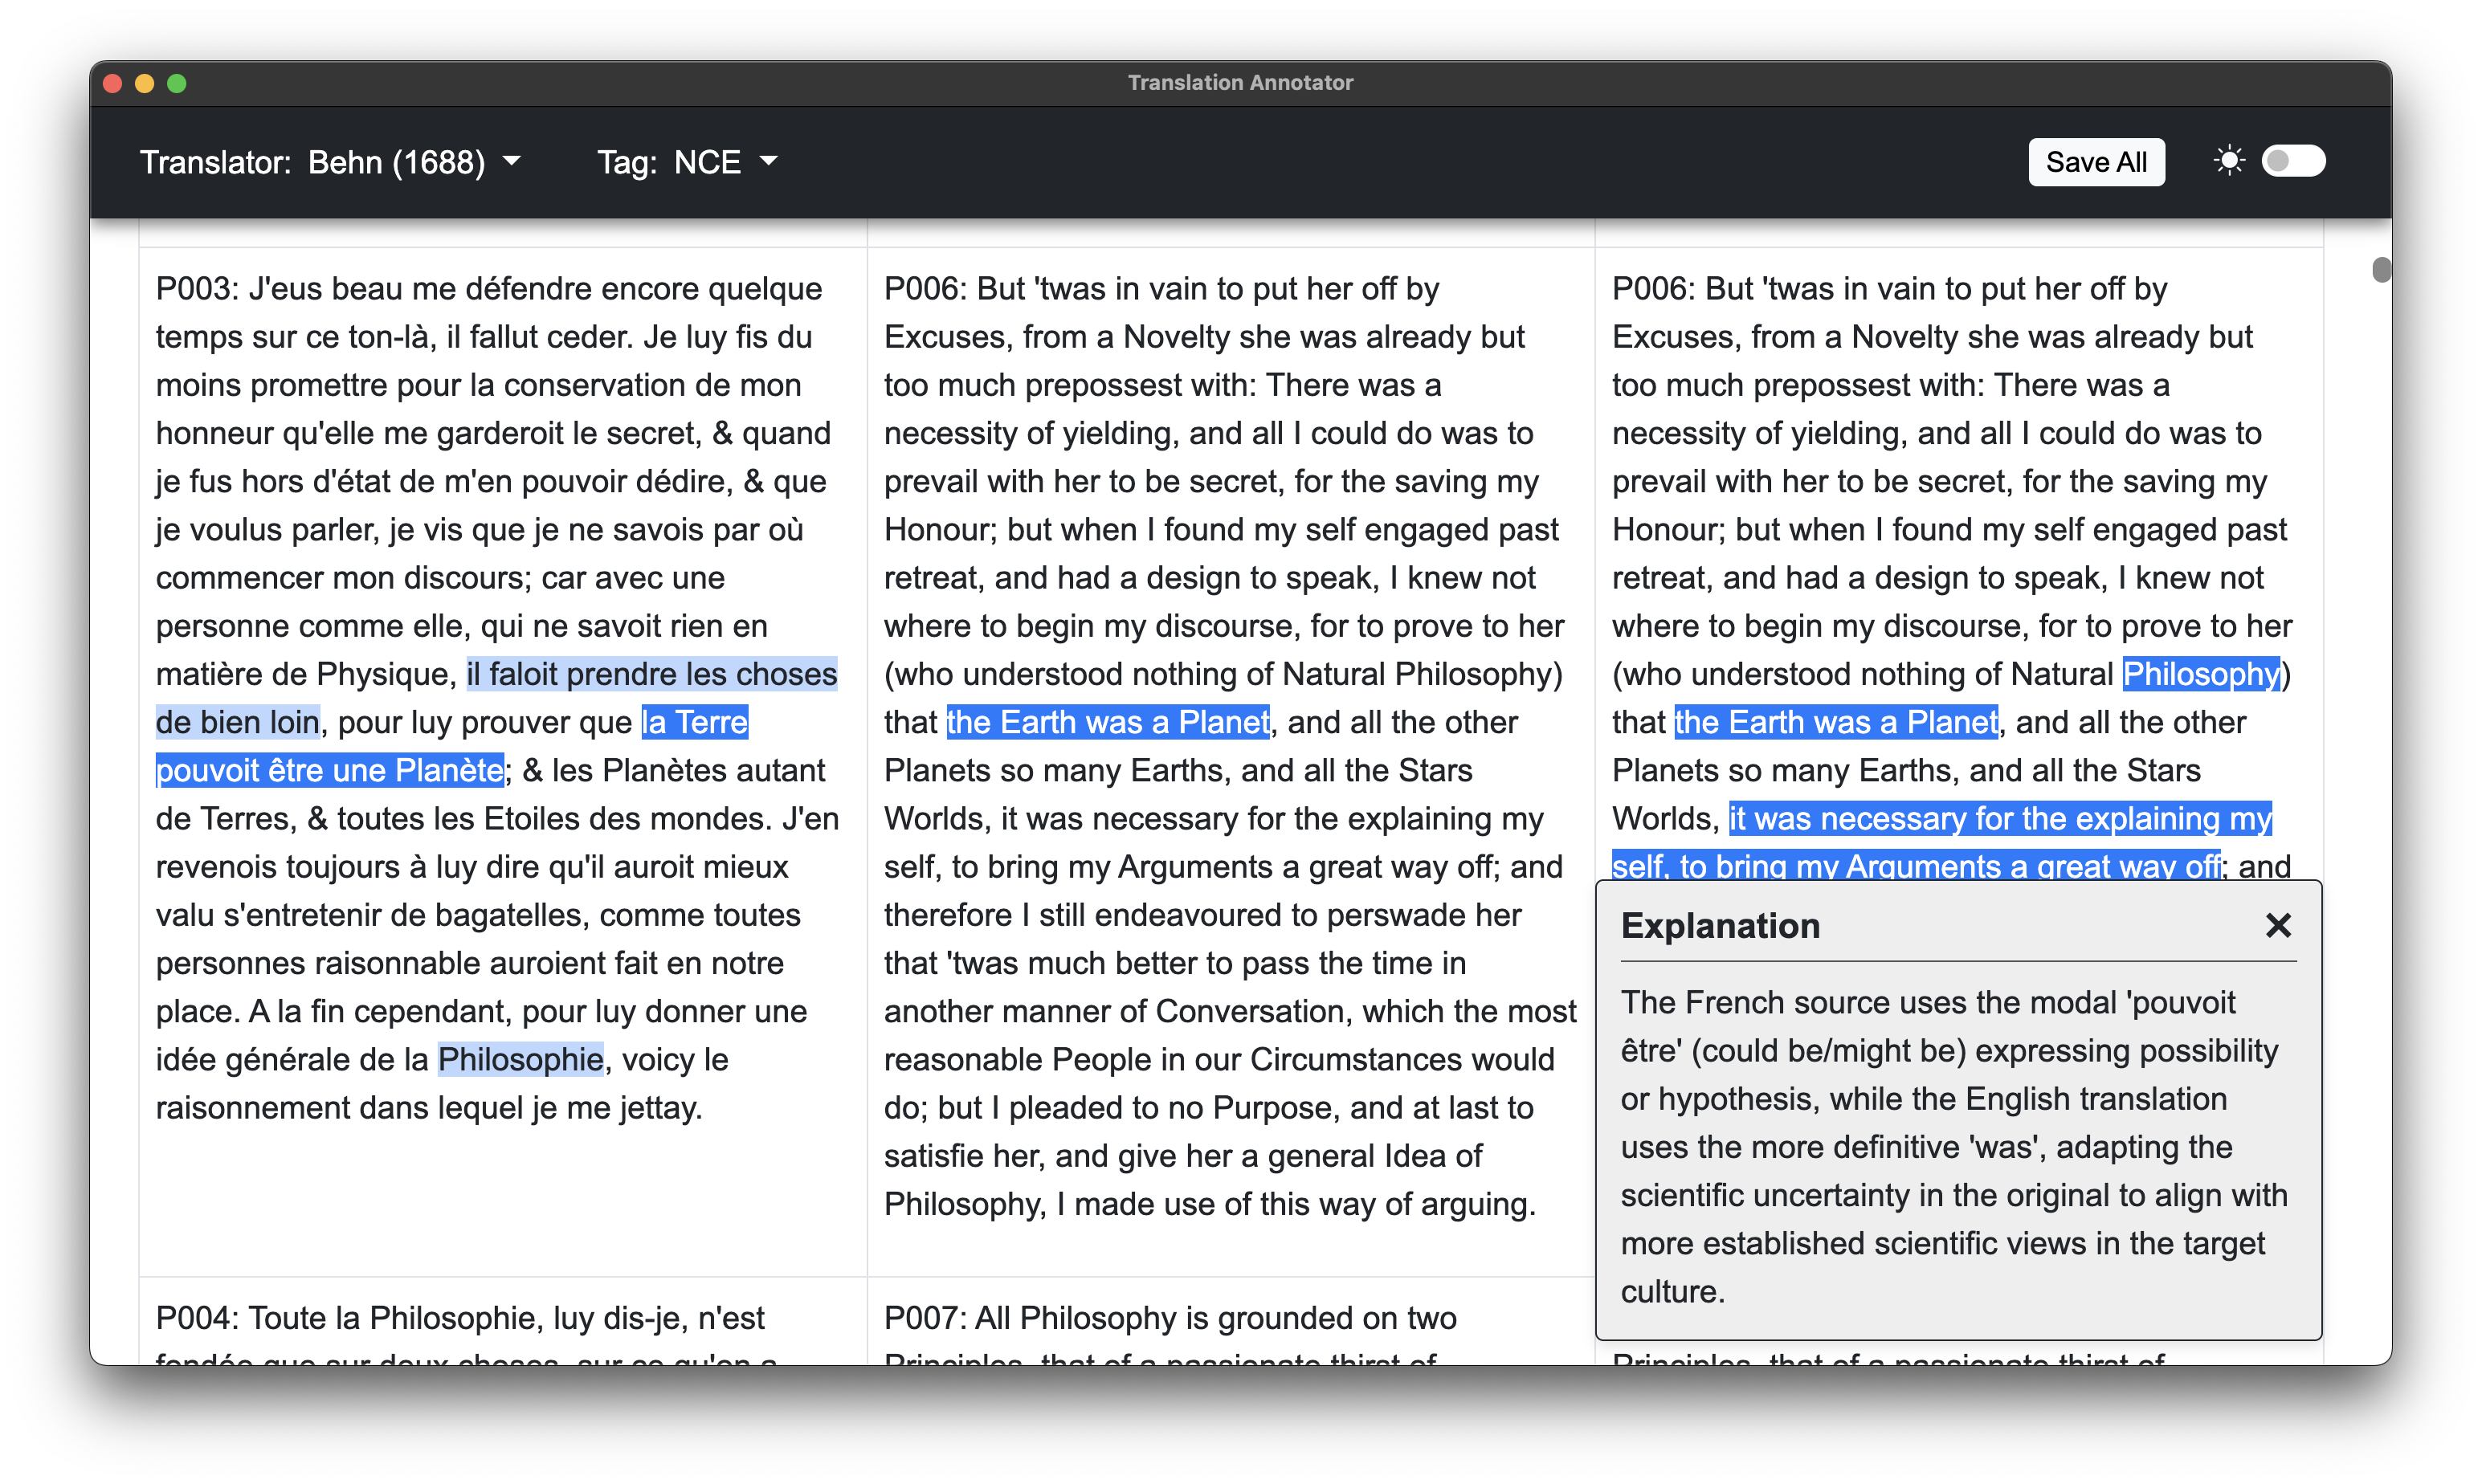 Translation Annotator
Translator: Behn (1688)
Tag: NCE
Save All
P003: J'eus beau me défendre encore quelque
temps sur ce ton-là, il fallut ceder. Je luy fis du
moins promettre pour la conservation de mon
honneur qu'elle me garderoit le secret, & quand
je fus hors d'état de m'en pouvoir dédire, & que
je voulus parler, je vis que je ne savois par où
commencer mon discours; car avec une
personne comme elle, qui ne savoit rien en
matière de Physique, il faloit prendre les choses
de bien loin, pour luy prouver que la Terre
pouvoit être une Planète; & les Planètes autant
de Terres, & toutes les Etoiles des mondes. J'en
revenois toujours à luy dire qu'il auroit mieux
valu s'entretenir de bagatelles, comme toutes
personnes raisonnable auroient fait en notre
place. A la fin cependant, pour luy donner une
idée générale de la Philosophie, voicy le
raisonnement dans lequel je me jettay.
P006: But 'twas in vain to put her off by
Excuses, from a Novelty she was already but
too much prepossest with: There was a
necessity of yielding, and all I could do was to
prevail with her to be secret, for the saving my
Honour; but when I found my self engaged past
retreat, and had a design to speak, I knew not
where to begin my discourse, for to prove to her
(who understood nothing of Natural Philosophy)
that the Earth was a Planet, and all the other
Planets so many Earths, and all the Stars
Worlds, it was necessary for the explaining my
self, to bring my Arguments a great way off; and
therefore I still endeavoured to perswade her
that 'twas much better to pass the time in
another manner of Conversation, which the most
reasonable People in our Circumstances would
do; but I pleaded to no Purpose, and at last to
satisfie her, and give her a general Idea of
Philosophy, I made use of this way of arguing.
P006: But 'twas in vain to put her off by
Excuses, from a Novelty she was already but
too much prepossest with: There was a
necessity of yielding, and all I could do was to
prevail with her to be secret, for the saving my
Honour; but when I found my self engaged past
retreat, and had a design to speak, I knew not
where to begin my discourse, for to prove to her
(who understood nothing of Natural Philosophy)
that the Earth was a Planet, and all the other
Planets so many Earths, and all the Stars
Worlds, it was necessary for the explaining my
self, to bring my Arguments a great way off; and
Explanation
The French source uses the modal 'pouvoit
être' (could be/might be) expressing possibility
or hypothesis, while the English translation
uses the more definitive 'was', adapting the
scientific uncertainty in the original to align with
more established scientific views in the target
culture.
P004: Toute la Philosophie, luy dis-je, n'est
fondée que sur deux choses, sur ce qu'on a
P007: All Philosophy is grounded on two
Principles, that of a passionate thirst of
Principles, that of a passionate thirst of